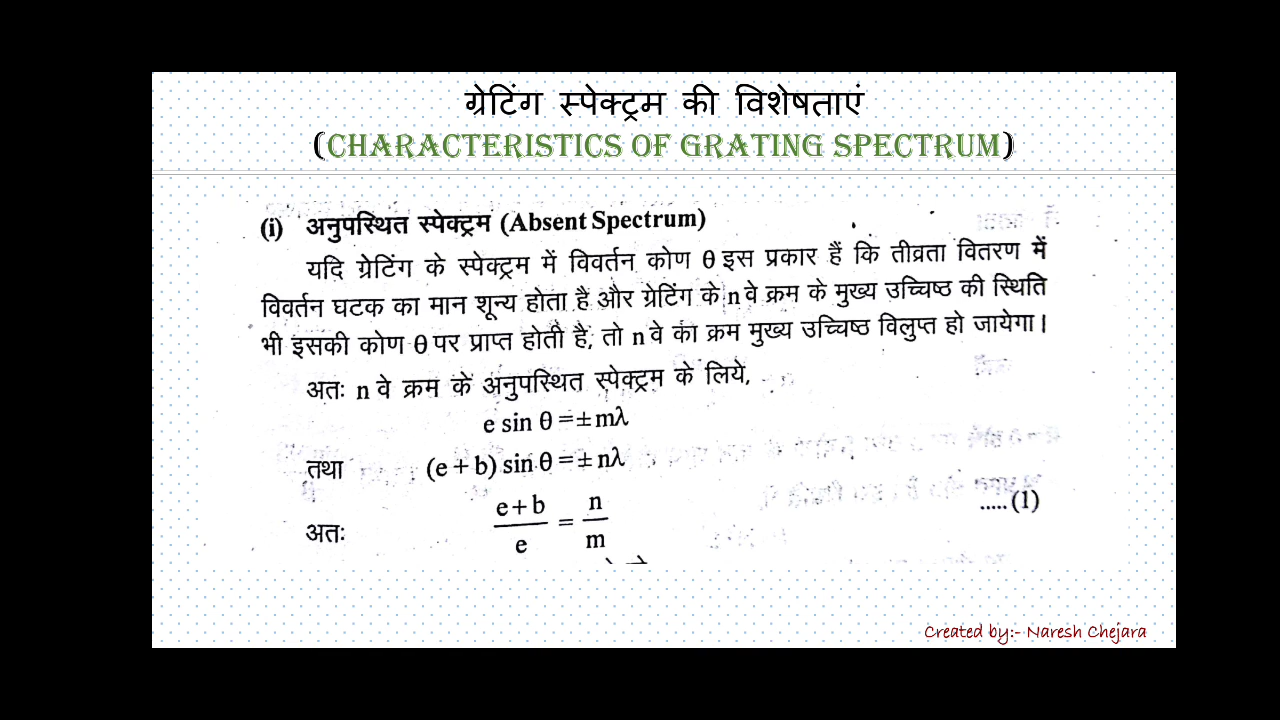 ग्रेटिंग स्पेक्ट्रम की विशेषताएं
(CHARACTERISTICS OF GRATING SPECTRUM)
(i) अनुपस्थित स्पेक्ट्रम (Absent Spectrum)
यदि ग्रेटिंग के स्पेक्ट्रम में विवर्तन कोण θ इस प्रकार हैं कि तीव्रता वितरण में
विवर्तन घटक का मान शून्य होता है और ग्रेटिंग के n वे क्रम के मुख्य उच्चिष्ठ की स्थिति
भी इसकी कोण θ पर प्राप्त होती है, तो n वे का क्रम मुख्य उच्चिष्ठ विलुप्त हो जायेगा।
अतः n वे क्रम के अनुपस्थित स्पेक्ट्रम के लिये,
e sin θ = ± mλ
तथा (e + b) sin θ = ± nλ
अतः (e + b)/e = n/m .....(1)
Created by:- Naresh Chejara